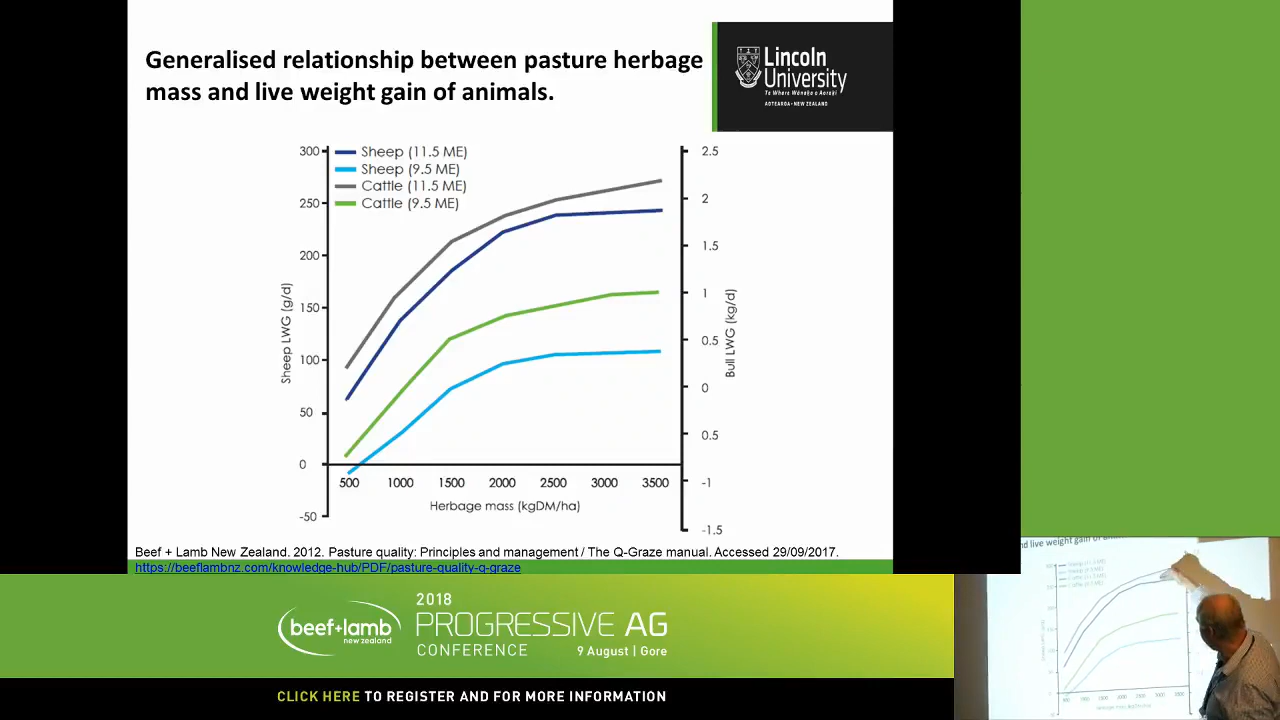 Generalised relationship between pasture herbage
mass and live weight gain of animals.
Lincoln
University
Te Whare Wānaka o Aoraki
AOTEAROA • NEW ZEALAND
Sheep (11.5 ME)
Sheep (9.5 ME)
Cattle (11.5 ME)
Cattle (9.5 ME)
300
250
200
150
100
50
0
-50
Sheep LWG (g/d)
2.5
2
1.5
1
0.5
0
0.5
-1
-1.5
Bull LWG (kg/d)
500 1000 1500 2000 2500 3000 3500
Herbage mass (kgDM/ha)
Beef + Lamb New Zealand. 2012. Pasture quality: Principles and management / The Q-Graze manual. Accessed 29/09/2017.
https://beeflambnz.com/knowledge-hub/PDF/pasture-quality-q-graze
beef+lamb
new zealand
2018
PROGRESSIVE AG
CONFERENCE 9 August | Gore
CLICK HERE TO REGISTER AND FOR MORE INFORMATION
nd live weight gain of